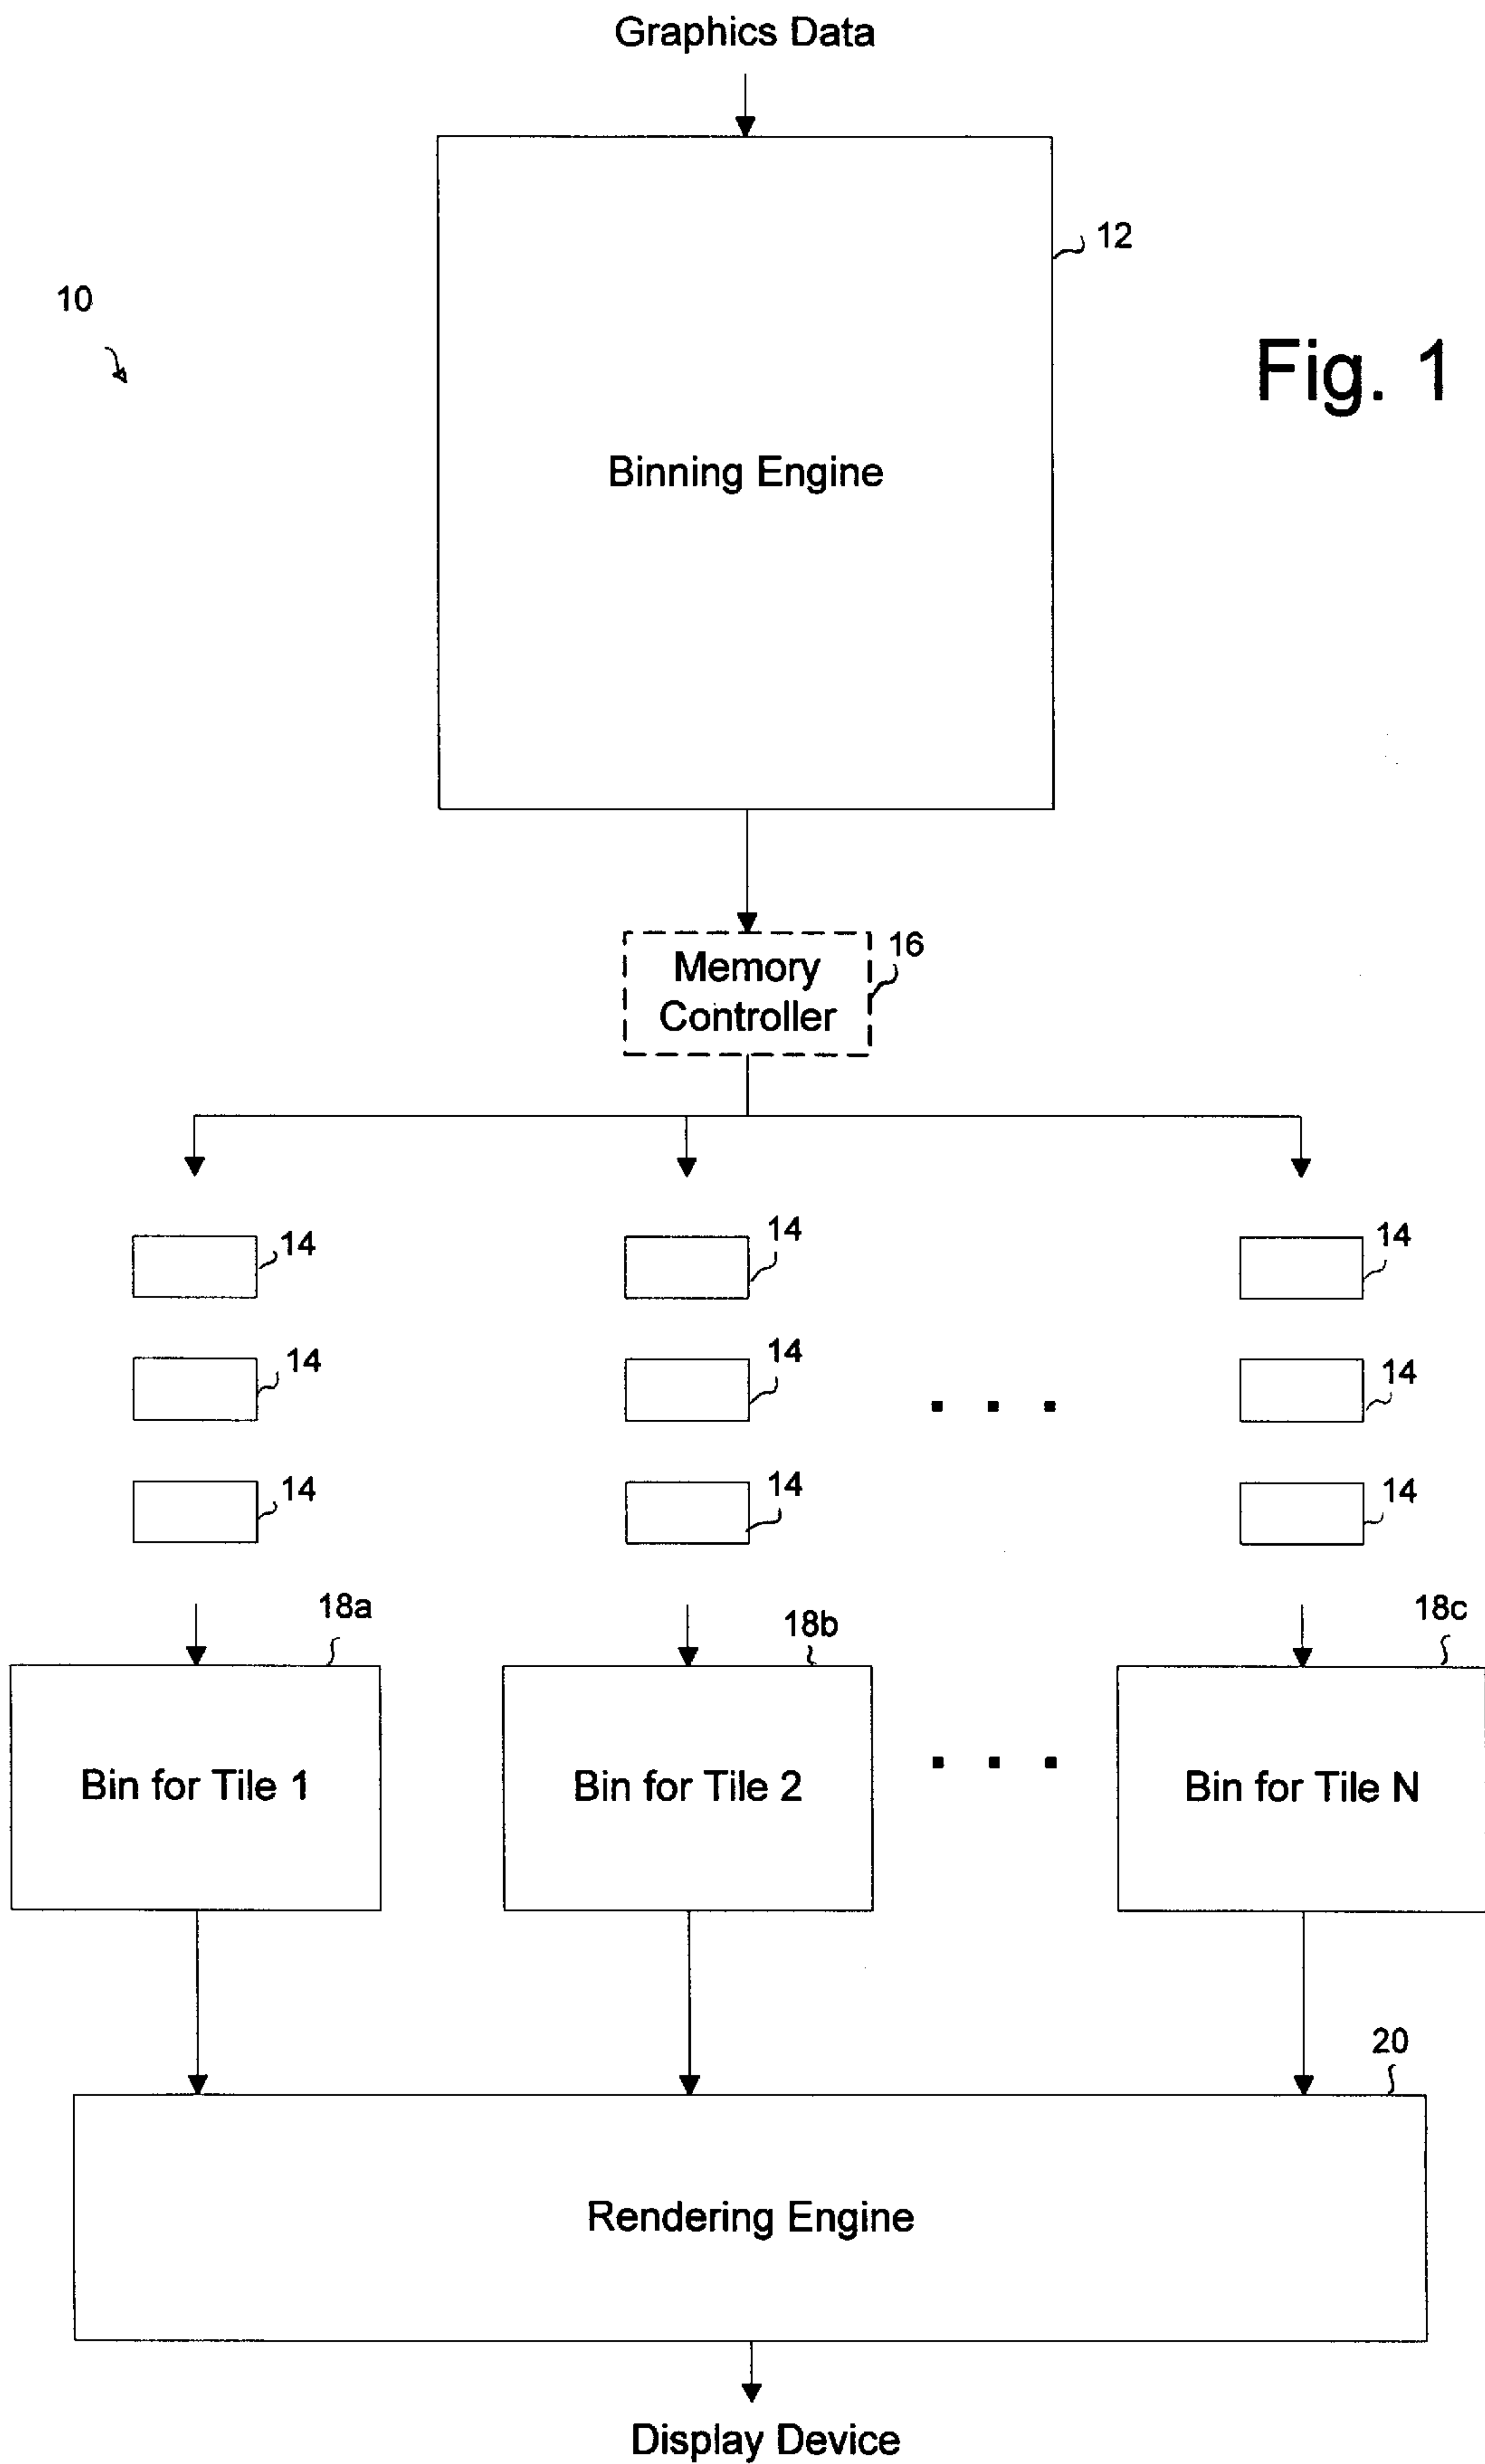 Graphics Data
12
10
Fig. 1
Binning Engine
16
Memory
Controller
14
14
14
14
14
14
. . .
14
14
14
18a
18b
18c
Bin for Tile 1
Bin for Tile 2
. . .
Bin for Tile N
20
Rendering Engine
Display Device